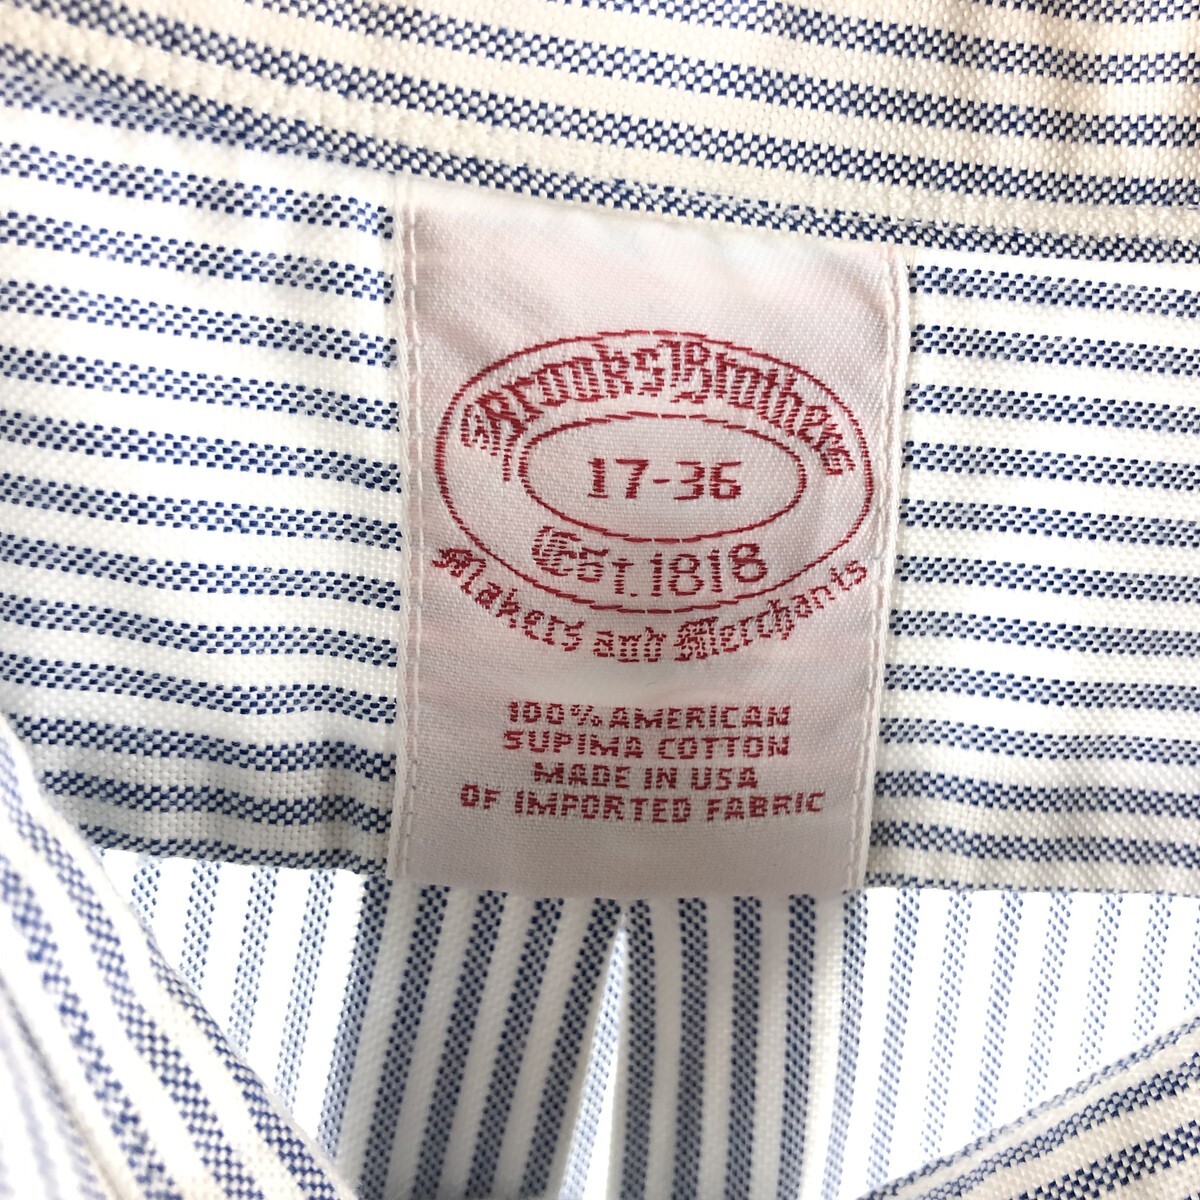 Brooks Brothers
17-36
Est. 1818
Makers and Merchants
100% AMERICAN
SUPIMA COTTON
MADE IN USA
OF IMPORTED FABRIC